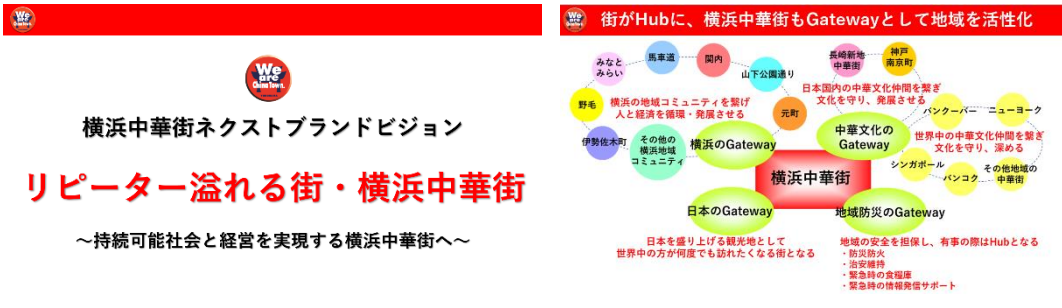 We
are
China Town.
横浜中華街ネクストブランドビジョン
リピーター溢れる街・横浜中華街
～持続可能社会と経営を実現する横浜中華街へ～
街がHubに、横浜中華街もGatewayとして地域を活性化
みなと
みらい
馬車道
関内
山下公園通り
元町
野毛
伊勢佐木町
その他の
横浜地域
コミュニティ
横浜の地域コミュニティを繋げ
人と経済を循環・発展させる
横浜のGateway
長崎新地
中華街
神戸
南京町
日本国内の中華文化仲間を繋ぎ
文化を守り、発展させる
中華文化の
Gateway
バンクーバー
ニューヨーク
世界中の中華文化仲間を繋ぎ
文化を守り、深める
シンガポール
バンコク
その他地域の
中華街
横浜中華街
日本のGateway
日本を盛り上げる観光地として
世界中の方が何度でも訪れたくなる街となる
地域防災のGateway
地域の安全を担保し、有事の際はHubとなる
・防災防火
・治安維持
・緊急時の食糧庫
・緊急時の情報発信サポート